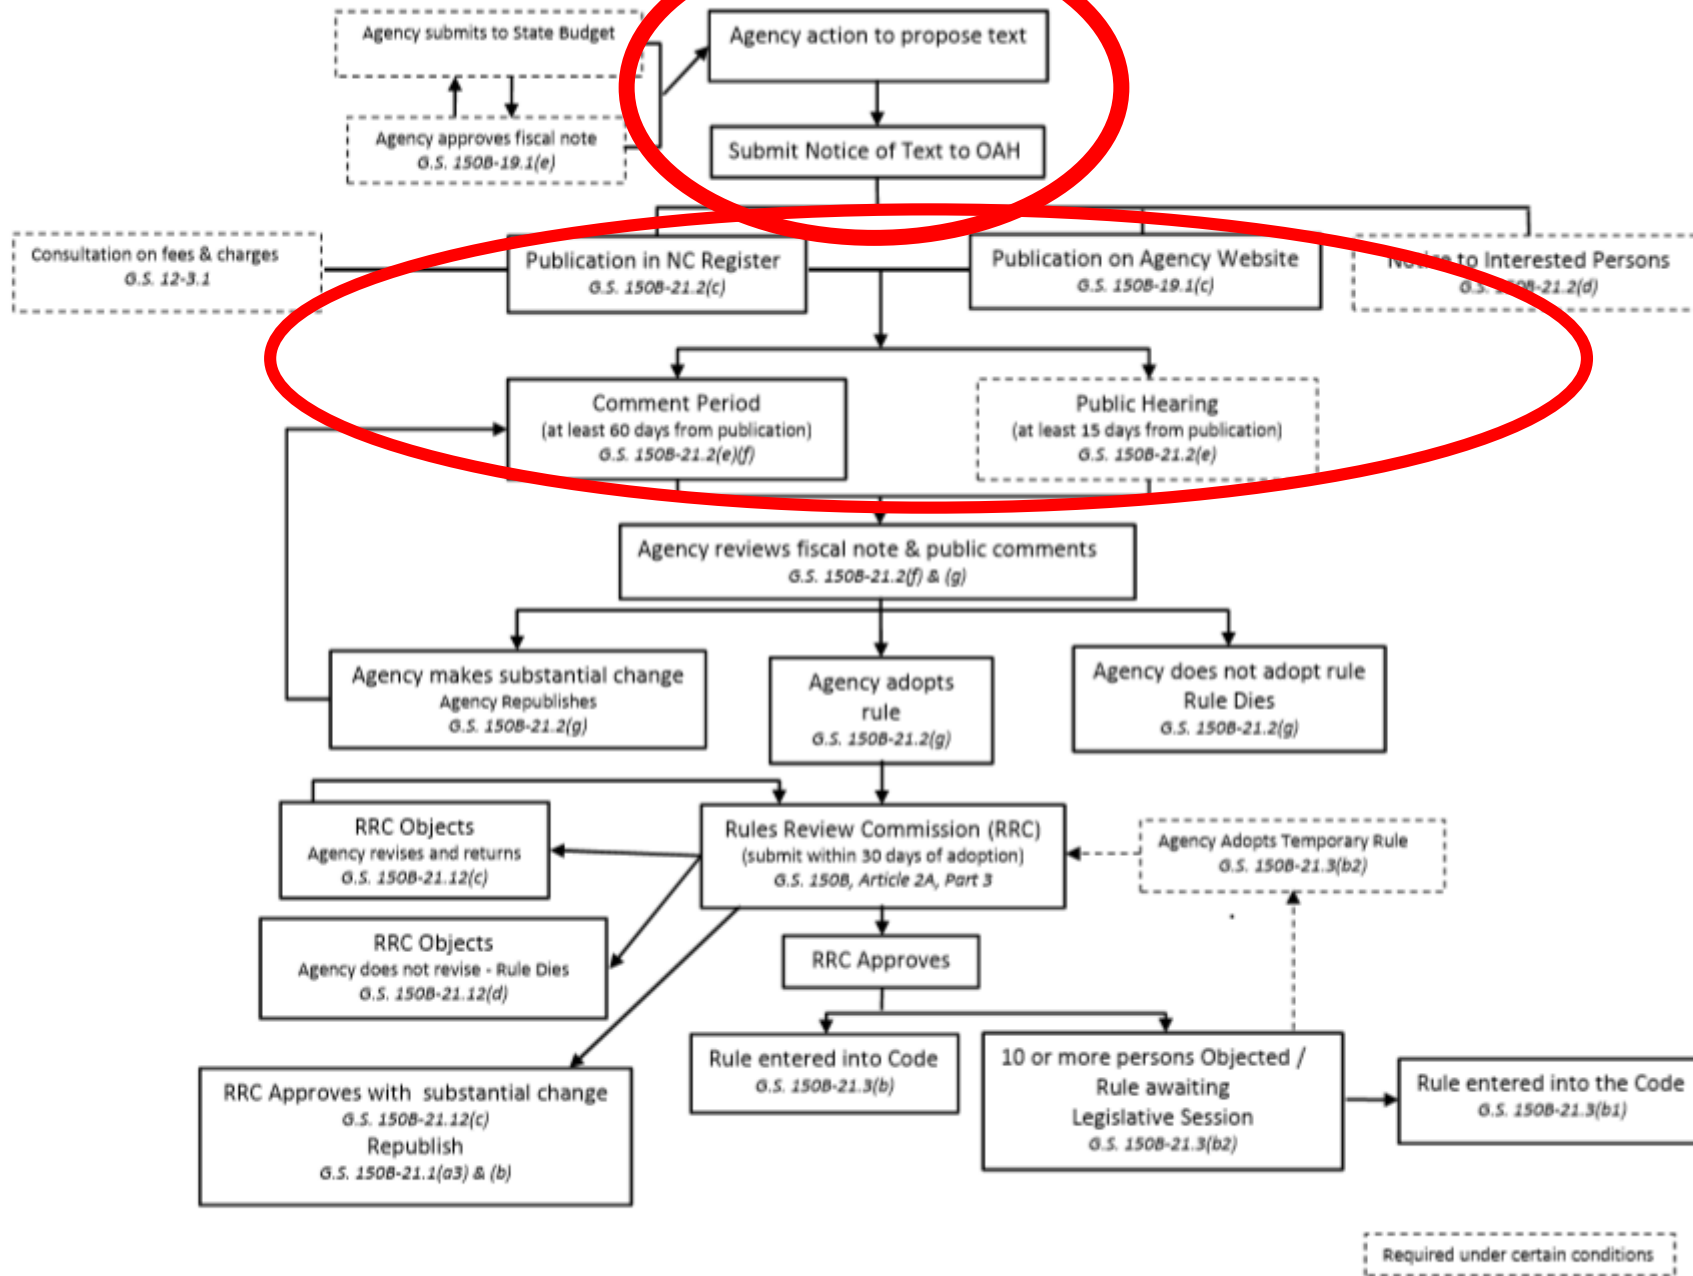 Agency submits to State Budget
Agency action to propose text
Agency approves fiscal note
G.S. 150B-19.1(e)
Submit Notice of Text to OAH
Consultation on fees & charges
G.S. 12-3.1
Publication in NC Register
G.S. 150B-21.2(c)
Publication on Agency Website
G.S. 150B-19.1(c)
Notice to Interested Persons
G.S. 150B-21.2(d)
Comment Period
(at least 60 days from publication)
G.S. 150B-21.2(e)(f)
Public Hearing
(at least 15 days from publication)
G.S. 150B-21.2(e)
Agency reviews fiscal note & public comments
G.S. 150B-21.2(f) & (g)
Agency makes substantial change
Agency Republishes
G.S. 150B-21.2(g)
Agency adopts
rule
G.S. 150B-21.2(g)
Agency does not adopt rule
Rule Dies
G.S. 150B-21.2(g)
RRC Objects
Agency revises and returns
G.S. 150B-21.12(c)
Rules Review Commission (RRC)
(submit within 30 days of adoption)
G.S. 150B, Article 2A, Part 3
Agency Adopts Temporary Rule
G.S. 150B-21.3(b2)
RRC Objects
Agency does not revise - Rule Dies
G.S. 150B-21.12(d)
RRC Approves
RRC Approves with substantial change
G.S. 150B-21.12(c)
Republish
G.S. 150B-21.1(a3) & (b)
Rule entered into Code
G.S. 150B-21.3(b)
10 or more persons Objected /
Rule awaiting
Legislative Session
G.S. 150B-21.3(b2)
Rule entered into the Code
G.S. 150B-21.3(b1)
Required under certain conditions